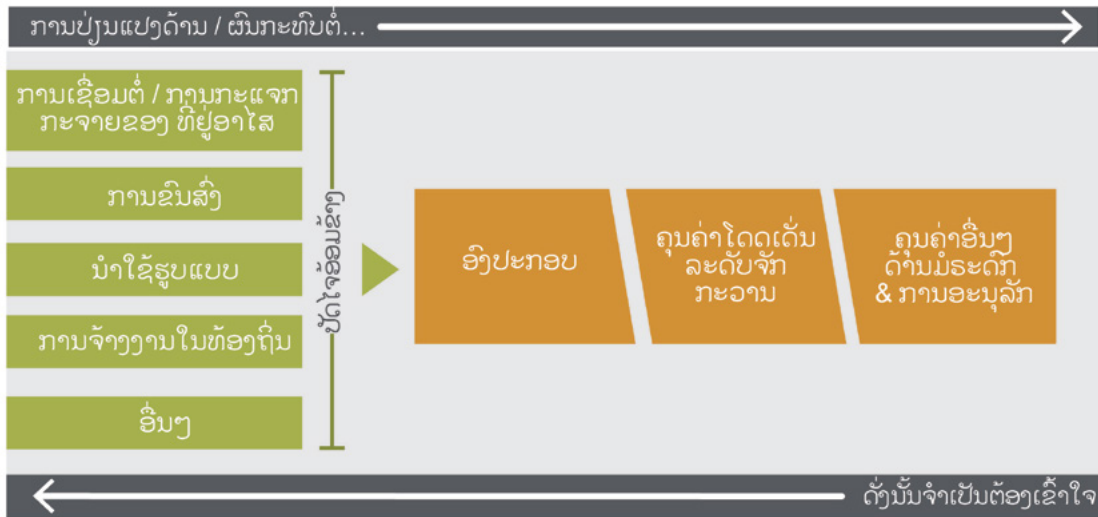 ການປ່ຽນແປງດ້ານ / ຜົນກະທົບຕໍ່...
ການເຊື່ອມຕໍ່ / ການກະແຈກ
ກະຈາຍຂອງ ທີ່ຢູ່ອາໄສ
ການຂົນສົ່ງ
ນໍາໃຊ້ຮູບແບບ
ການຈ້າງງານໃນທ້ອງຖິ່ນ
ອື່ນໆ
ປັດໄຈອ້ອມຂ້າງ
ອົງປະກອບ
ຄຸນຄ່າໂດດເດັ່ນ
ລະດັບຈັກ
ກະວານ
ຄຸນຄ່າອື່ນໆ
ດ້ານມໍຣະດົກ
& ການອະນຸລັກ
ດັ່ງນັ້ນຈໍາເປັນຕ້ອງເຂົ້າໃຈ